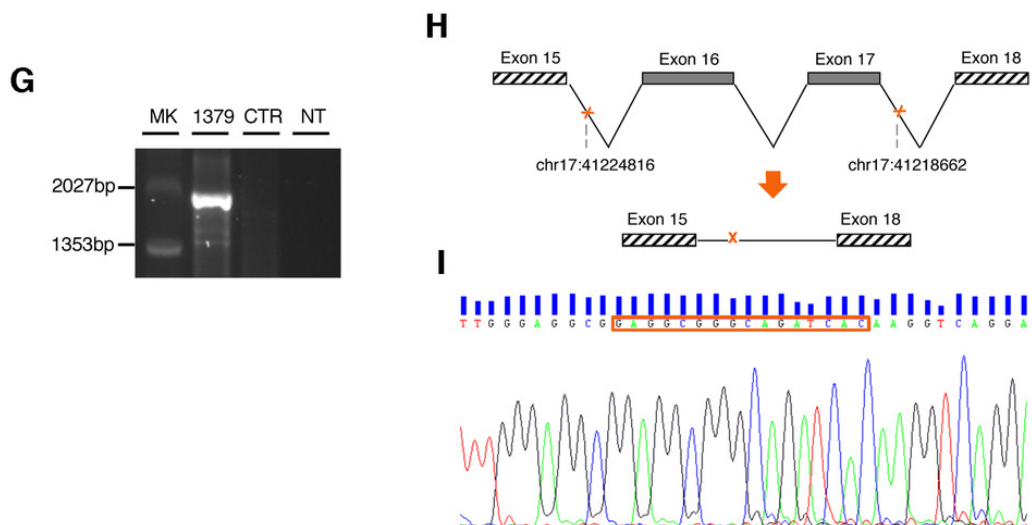 G
MK 1379 CTR NT
2027bp
1353bp
H
Exon 15 Exon 16 Exon 17 Exon 18
chr17:41224816 chr17:41218662
Exon 15 Exon 18
I
T T G G G A G G C G G A G G C G G G C A G A T C A C A A G G T C A G G A